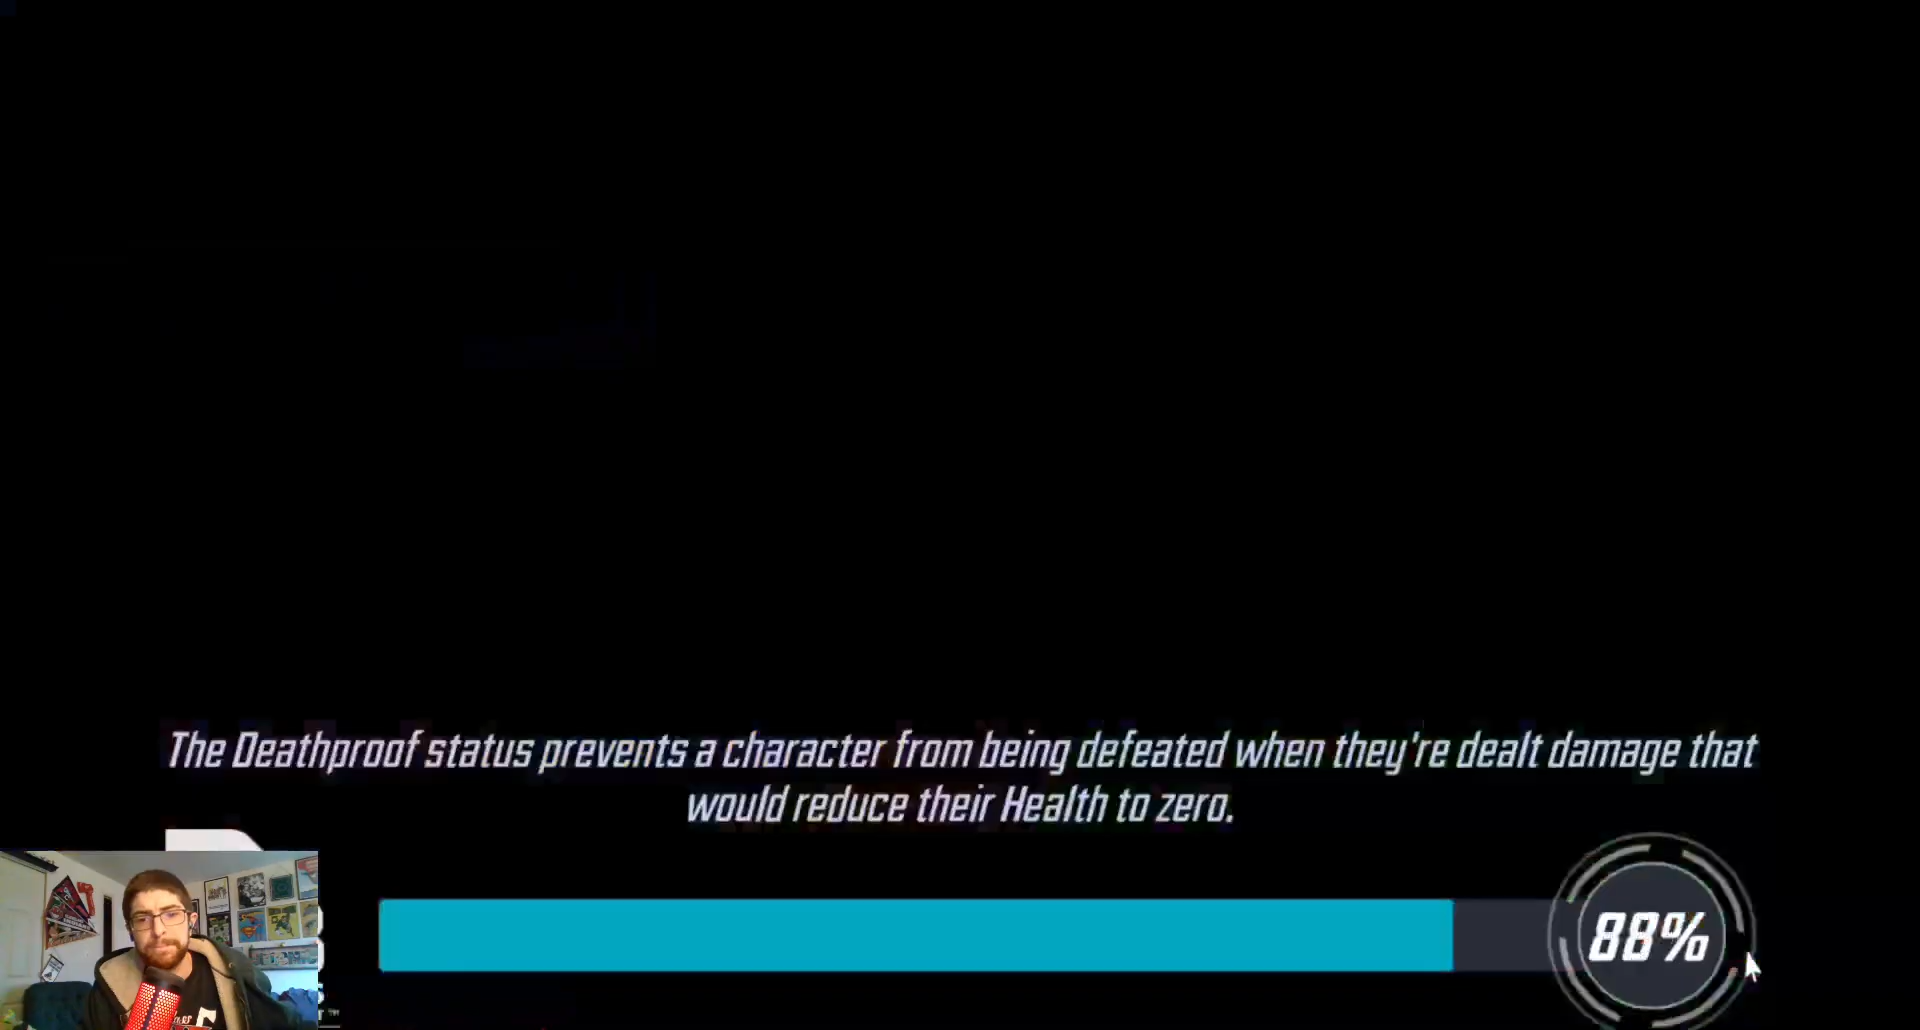 The Deathproof status prevents a character from being defeated when they're dealt damage that
would reduce their Health to zero.
88%